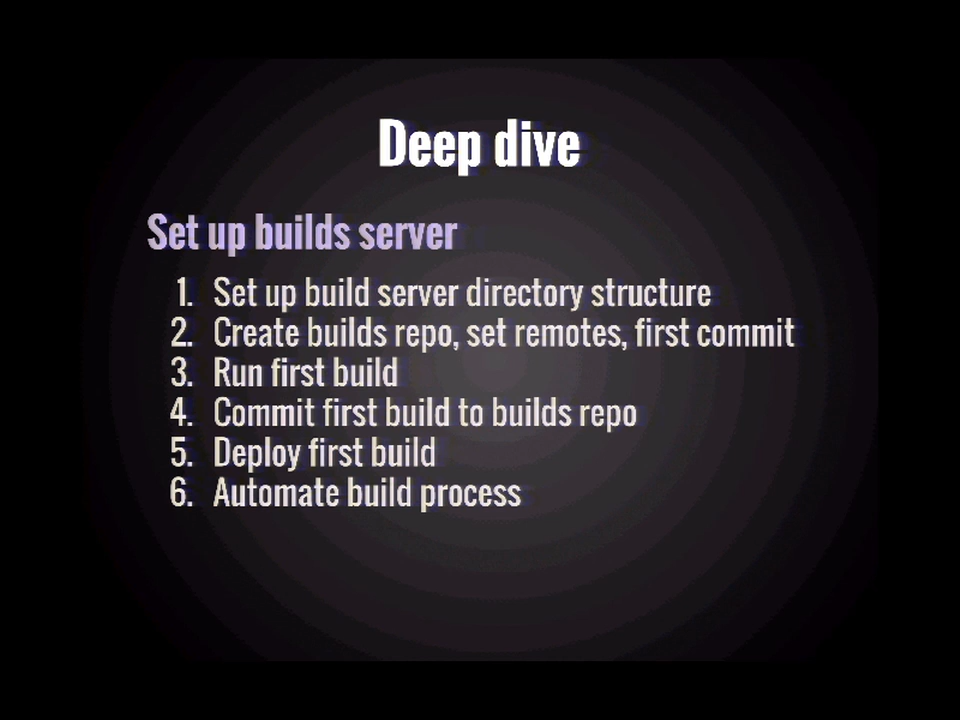 Deep dive
Set up builds server
1. Set up build server directory structure
2. Create builds repo, set remotes, first commit
3. Run first build
4. Commit first build to builds repo
5. Deploy first build
6. Automate build process